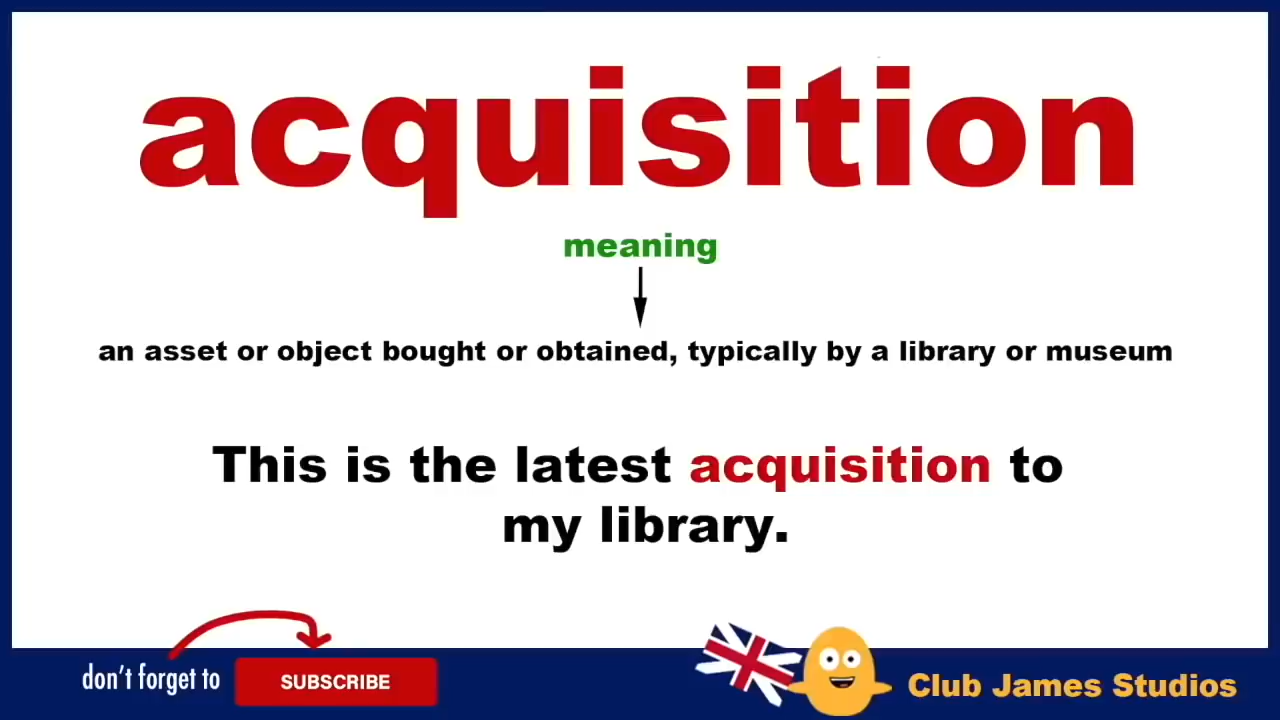 acquisition
meaning
an asset or object bought or obtained, typically by a library or museum
This is the latest acquisition to
my library.
don't forget to
SUBSCRIBE
Club James Studios